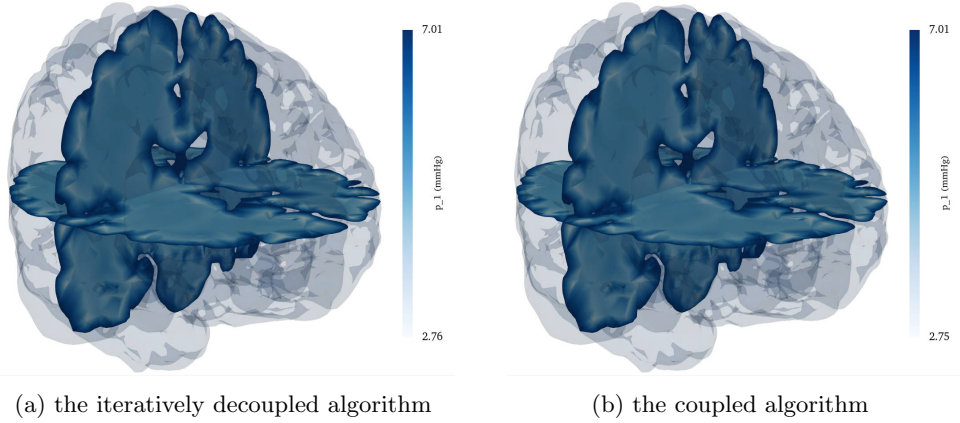 7.01
p_1 (mmHg)
2.76
7.01
p_1 (mmHg)
2.75
(a) the iteratively decoupled algorithm
(b) the coupled algorithm